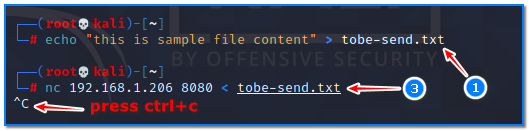 (root💀kali)-[~]
# echo "this is sample file content" > tobe-send.txt
BY OFFENSIVE SECURITY
1
(root💀kali)-[~]
# nc 192.168.1.206 8080 < tobe-send.txt
3
^C press ctrl+c